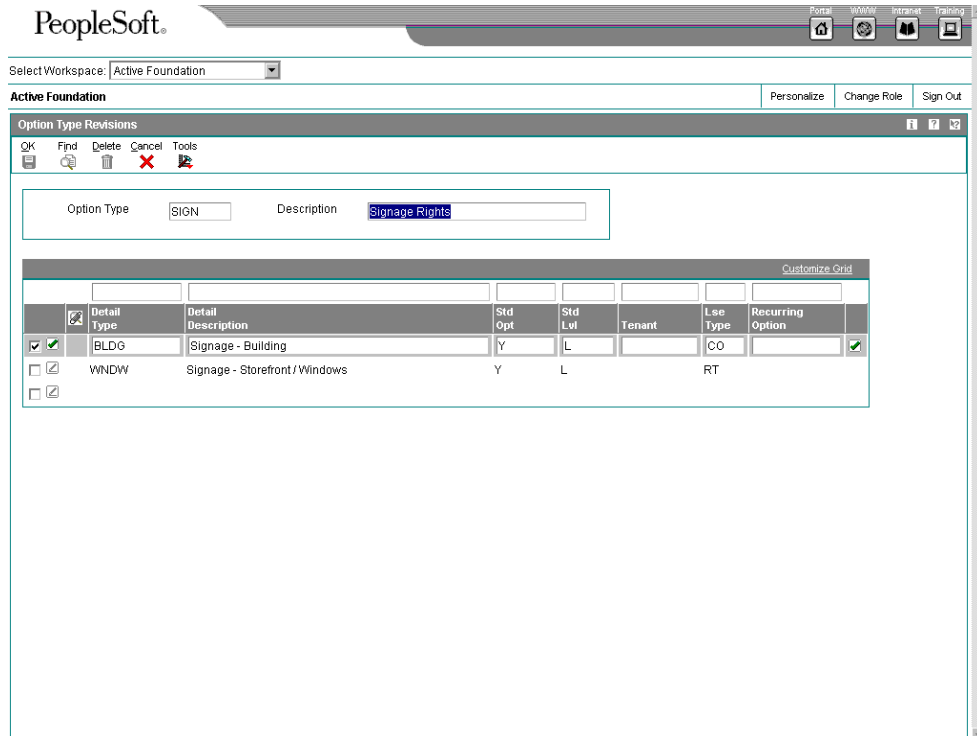 Portal WWW Intranet Training
PeopleSoft.
Select Workspace: Active Foundation
Active Foundation Personalize Change Role Sign Out
Option Type Revisions
OK Find Delete Cancel Tools
Option Type SIGN Description Signage Rights
Customize Grid
Detail Type Detail Description Std Opt Std Lvl Tenant Lse Type Recurring Option
BLDG Signage - Building Y L CO
WNDW Signage - Storefront / Windows Y L RT